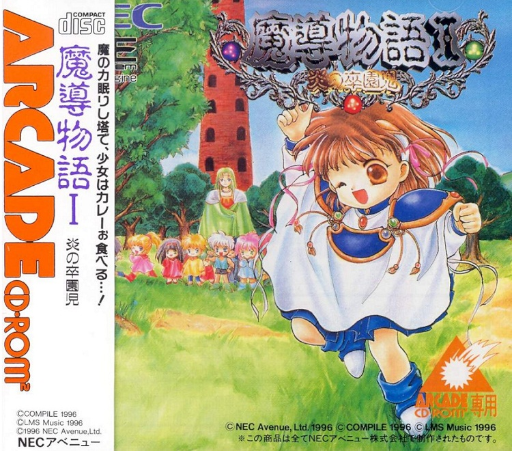 COMPACT
disc
魔導物語I
炎の卒園児
ARCADE
CD-ROM²
魔の力眠りし塔で、少女はカレーお食べる…!
©COMPILE 1996
©LMS Music 1996
©1996 NEC Avenue, Ltd.
NECアベニュー
EC
魔導物語I
炎の卒園児
ARCADE
CD-ROM²
専用
© NEC Avenue, Ltd. 1996 © COMPILE 1996 © LMS Music 1996
※この商品は全てNECアベニュー株式会社で制作されたものです。